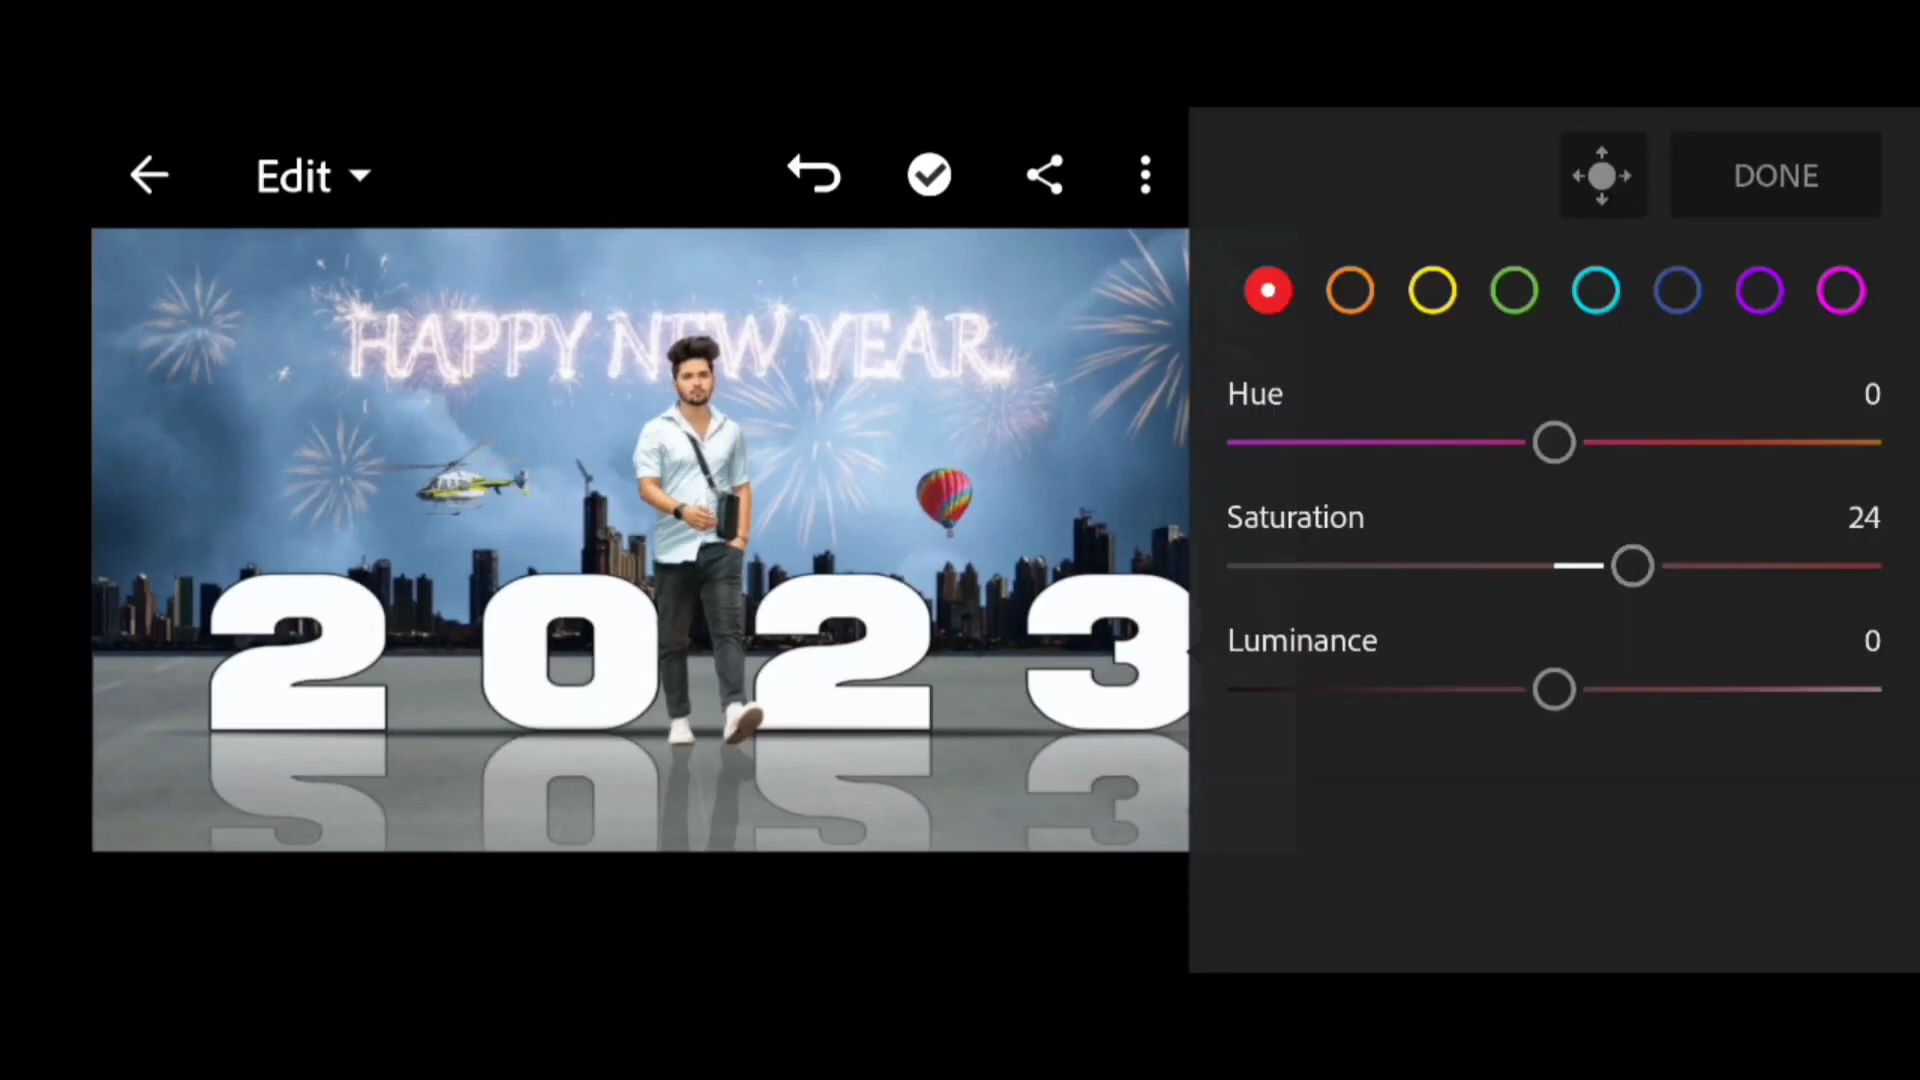 Edit
DONE
HAPPY NEW YEAR
Hue 0
Saturation 24
Luminance 0
2023